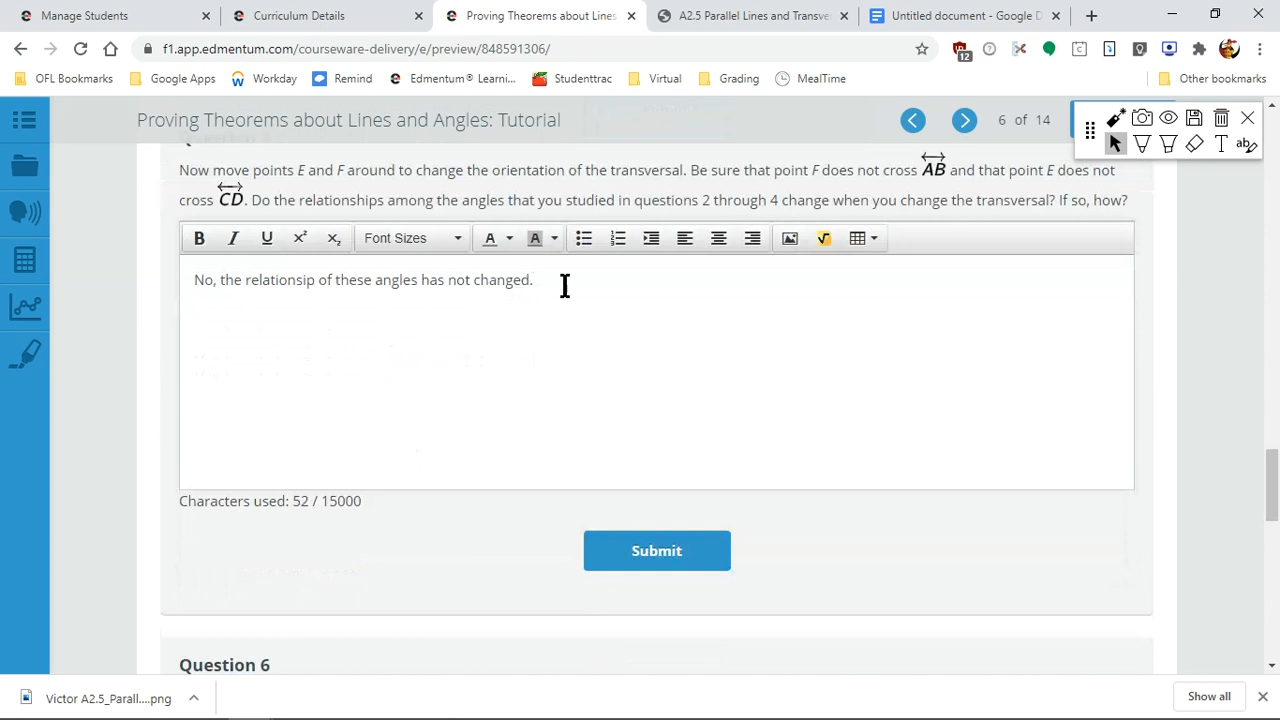 Manage Students
Curriculum Details
Proving Theorems about Lines
A2.5 Parallel Lines and Transve
Untitled document - Google D
f1.app.edmentum.com/courseware-delivery/e/preview/848591306/
12
OFL Bookmarks
Google Apps
Workday
Remind
Edmentum® Learni...
Studenttrac
Virtual
Grading
MealTime
Other bookmarks
Proving Theorems about Lines and Angles: Tutorial
6 of 14
Now move points E and F around to change the orientation of the transversal. Be sure that point F does not cross AB and that point E does not
cross CD. Do the relationships among the angles that you studied in questions 2 through 4 change when you change the transversal? If so, how?
Font Sizes
No, the relationsip of these angles has not changed.
Characters used: 52 / 15000
Submit
Question 6
Victor A2.5_Parall....png
Show all